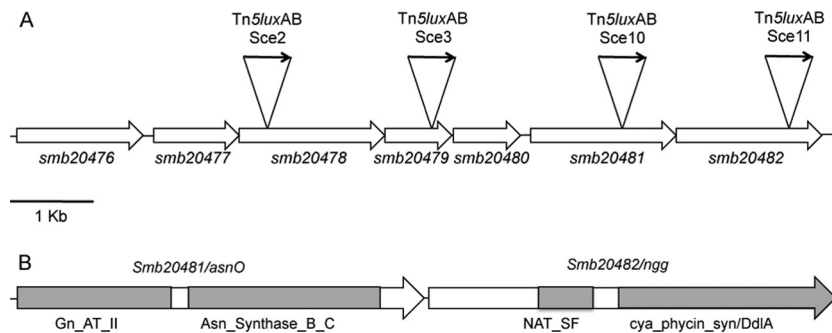 A
Tn5luxAB Tn5luxAB Tn5luxAB Tn5luxAB
Sce2 Sce3 Sce10 Sce11
smb20476 smb20477 smb20478 smb20479 smb20480 smb20481 smb20482
1 Kb
B
Smb20481/asnO Smb20482/ngg
Gn_AT_II Asn_Synthase_B_C NAT_SF cya_phycin_syn/DdlA